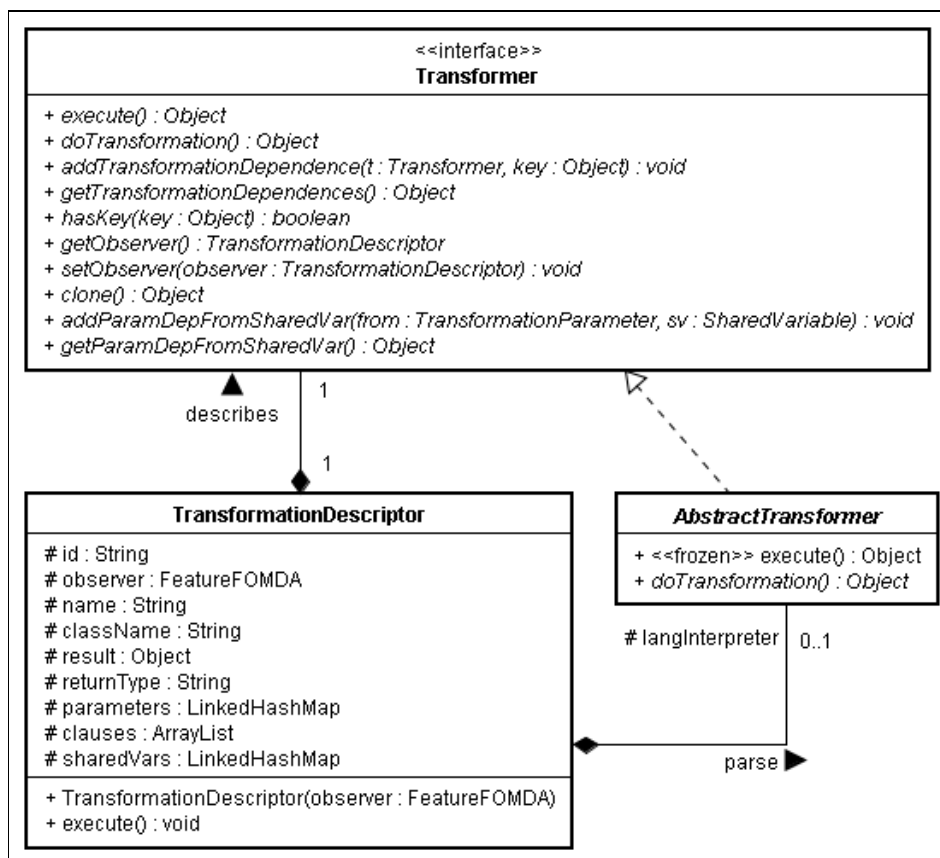 <<interface>>
Transformer
+ execute() : Object
+ doTransformation() : Object
+ addTransformationDependence(t : Transformer, key : Object) : void
+ getTransformationDependences() : Object
+ hasKey(key : Object) : boolean
+ getObserver() : TransformationDescriptor
+ setObserver(observer : TransformationDescriptor) : void
+ clone() : Object
+ addParamDepFromSharedVar(from : TransformationParameter, sv : SharedVariable) : void
+ getParamDepFromSharedVar() : Object
1
describes
1
TransformationDescriptor
# id : String
# observer : FeatureFOMDA
# name : String
# className : String
# result : Object
# returnType : String
# parameters : LinkedHashMap
# clauses : ArrayList
# sharedVars : LinkedHashMap
+ TransformationDescriptor(observer : FeatureFOMDA)
+ execute() : void
AbstractTransformer
+ <<frozen>> execute() : Object
+ doTransformation() : Object
# langInterpreter
0..1
parse